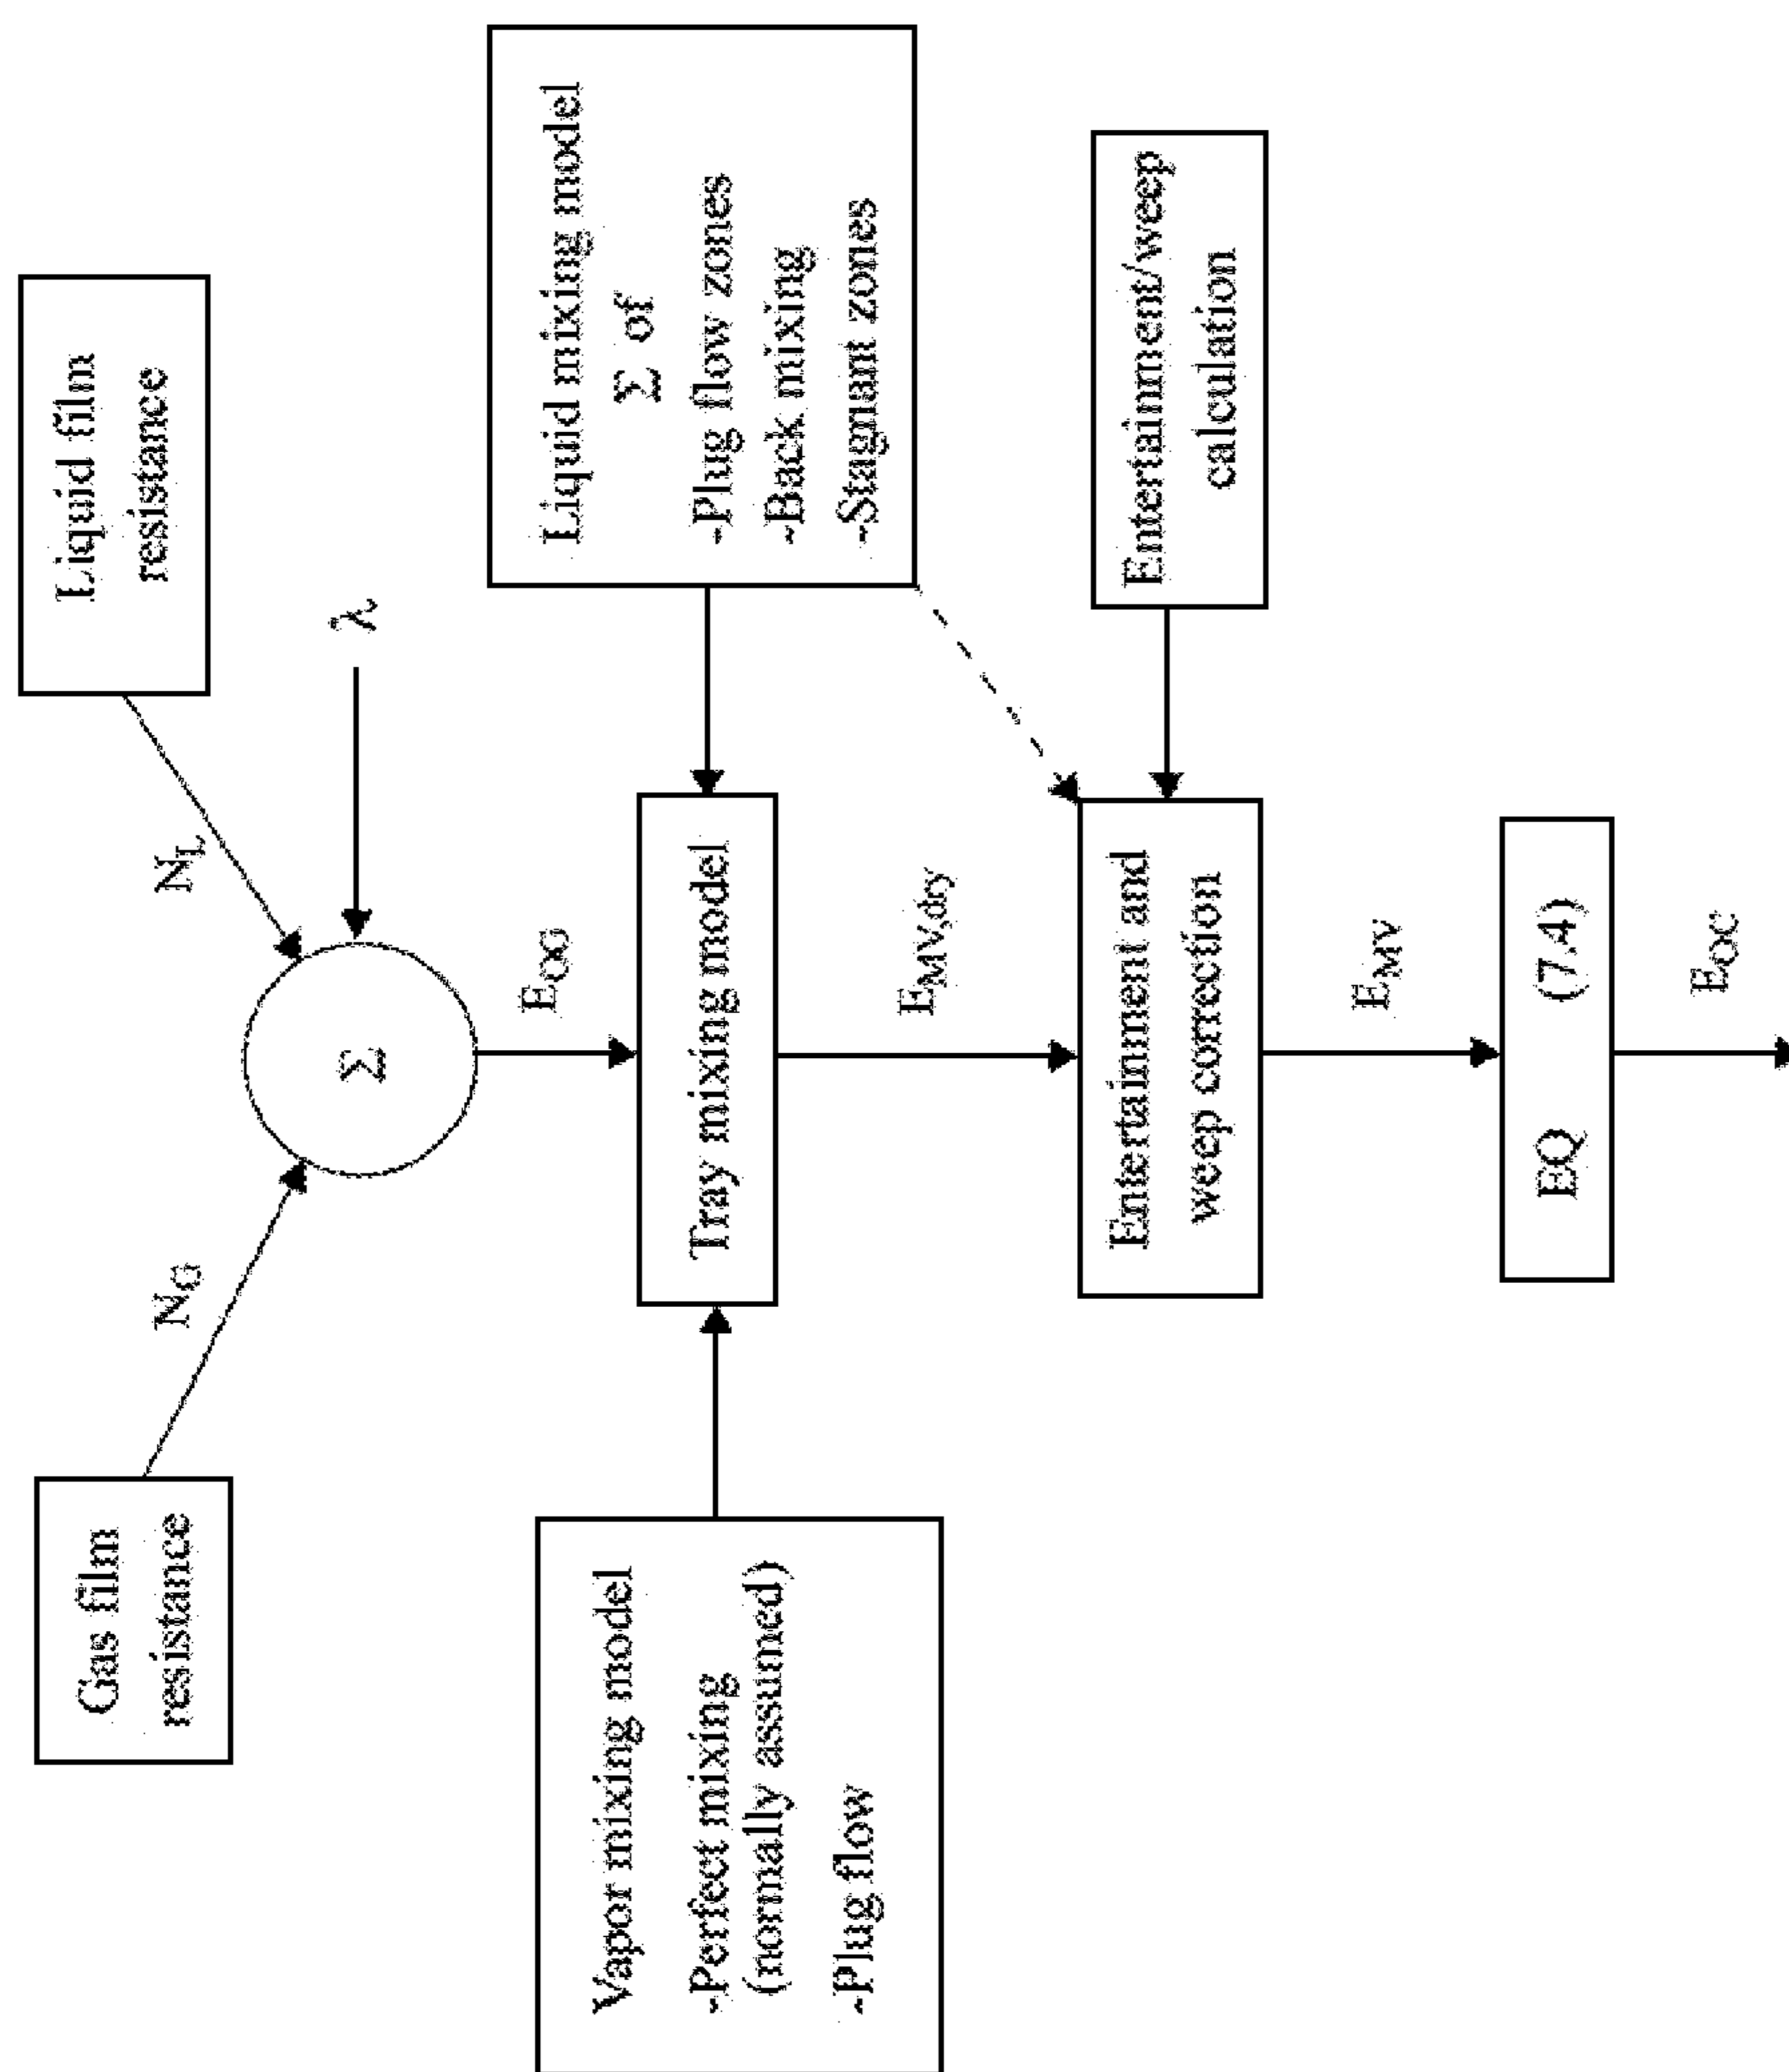 Gas film
resistance
Liquid film
resistance
N_G
N_L
Σ
λ
E_OG
Vapor mixing model
-Perfect mixing
(normally assumed)
-Plug flow
Tray mixing model
Liquid mixing model
Σ of
-Plug flow zones
-Back mixing
-Stagnant zones
E_MV,dry
Entertainment and
weep correction
Entertainment/weep
calculation
E_MV
EQ (7.4)
E_OC